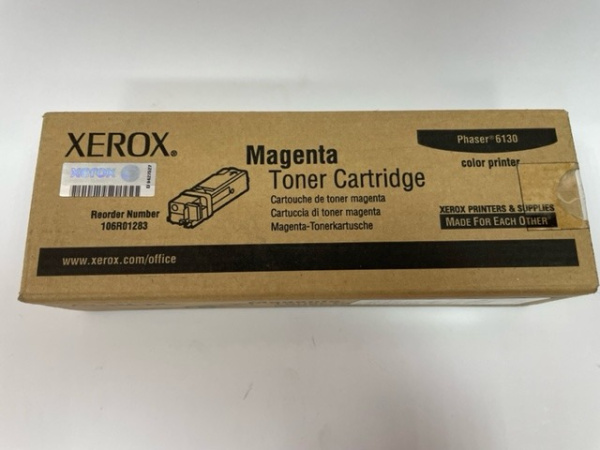 XEROX®
XEROX
Reorder Number
106R01283
www.xerox.com/office
Magenta
Toner Cartridge
Cartouche de toner magenta
Cartuccia di toner magenta
Magenta-Tonerkartusche
Phaser® 6130
color printer
XEROX PRINTERS & SUPPLIES
MADE FOR EACH OTHER®